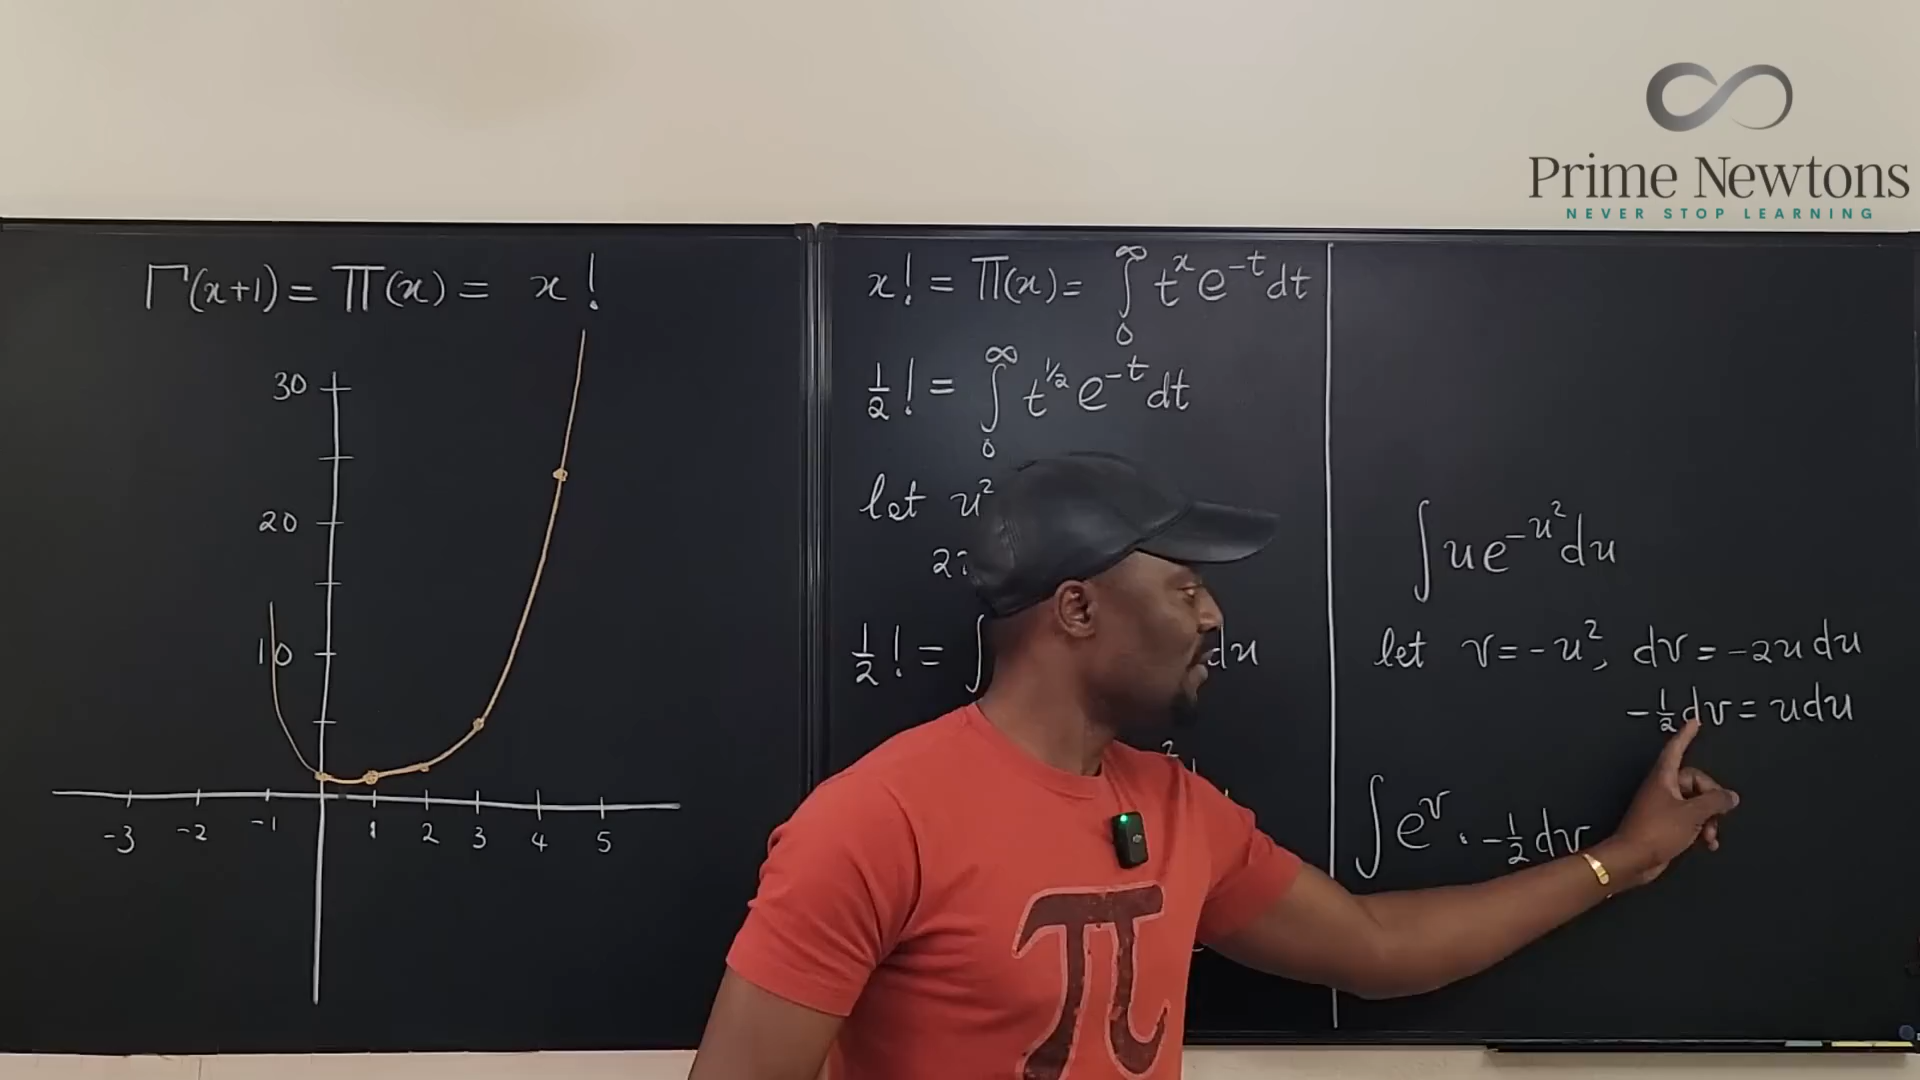 Prime Newtons
NEVER STOP LEARNING
Γ(x+1) = Π(x) = x!
30
20
10
-3 -2 -1 1 2 3 4 5
x! = Π(x) = ∫₀^∞ t^x e^-t dt
½! = ∫₀^∞ t^½ e^-t dt
let u²
½! = ∫ du
∫ u e^-u² du
let v = -u², dv = -2u du
-½ dv = u du
∫ e^v · -½ dv
π